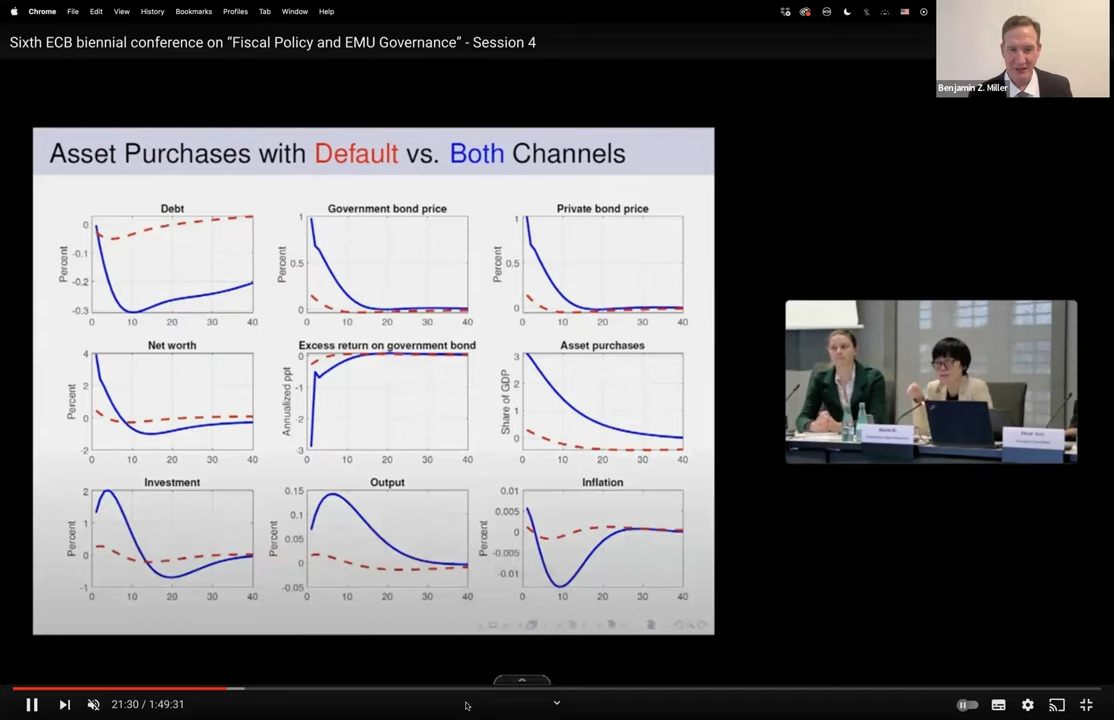 Chrome File Edit View History Bookmarks Profiles Tab Window Help
Sixth ECB biennial conference on “Fiscal Policy and EMU Governance” - Session 4
Benjamin Z. Miller
Asset Purchases with Default vs. Both Channels
Debt
Percent
0
-0.1
-0.2
-0.3
0 10 20 30 40
Government bond price
Percent
1
0.5
0
0 10 20 30 40
Private bond price
Percent
1
0.5
0
0 10 20 30 40
Net worth
Percent
4
2
0
-2
0 10 20 30 40
Excess return on government bond
Annualized ppt
0
-1
-2
-3
0 10 20 30 40
Asset purchases
Share of GDP
3
2
1
0
0 10 20 30 40
Investment
Percent
2
1
0
-1
0 10 20 30 40
Output
Percent
0.15
0.1
0.05
0
-0.05
0 10 20 30 40
Inflation
Percent
0.01
0.005
0
-0.005
-0.01
0 10 20 30 40
21:30 / 1:49:31